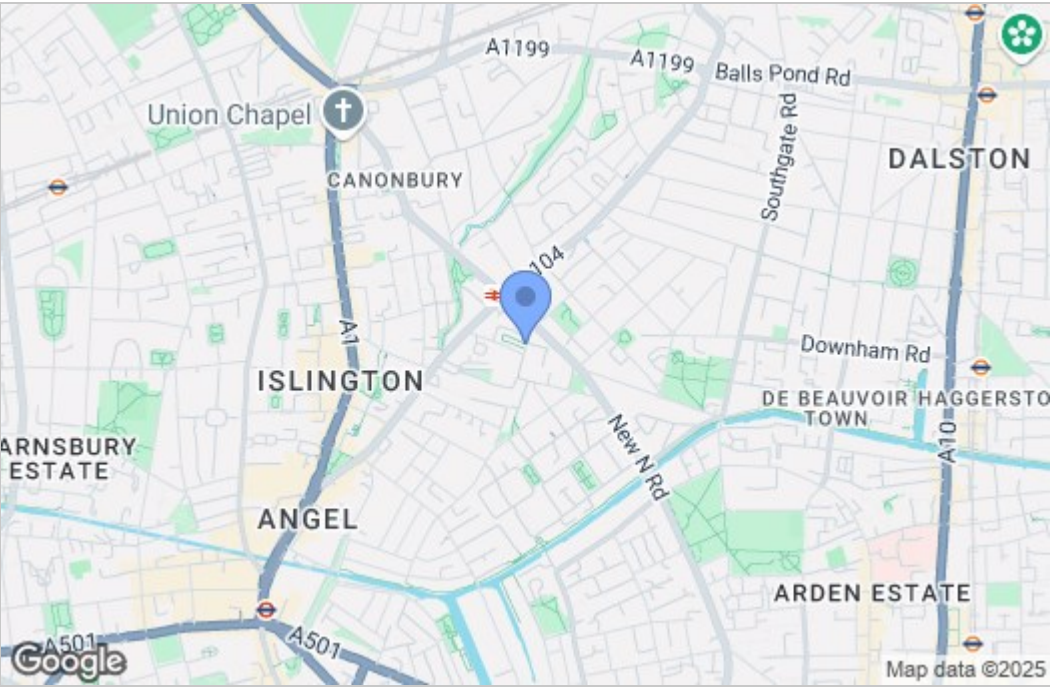 A1199
A1199
Balls Pond Rd
Union Chapel
Southgate Rd
DALSTON
CANONBURY
104
A1
Downham Rd
ISLINGTON
DE BEAUVOIR
TOWN
HAGGERSTO
New N Rd
A10
ARNSBURY
ESTATE
ANGEL
ARDEN ESTATE
A501
A501
Google
Map data ©2025